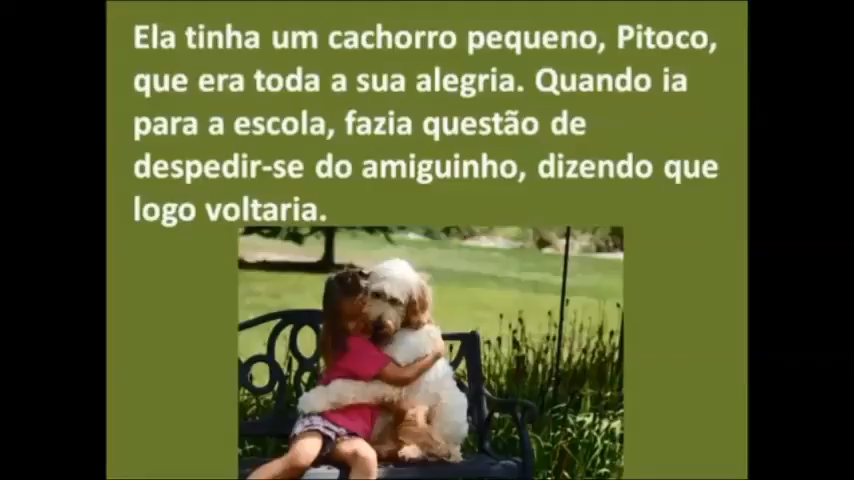 Ela tinha um cachorro pequeno, Pitoco,
que era toda a sua alegria. Quando ia
para a escola, fazia questão de
despedir-se do amiguinho, dizendo que
logo voltaria.